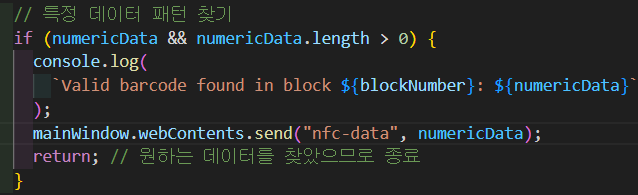 // 특정 데이터 패턴 찾기
if (numericData && numericData.length > 0) {
console.log(
`Valid barcode found in block ${blockNumber}: ${numericData}`
);
mainWindow.webContents.send("nfc-data", numericData);
return; // 원하는 데이터를 찾았으므로 종료
}